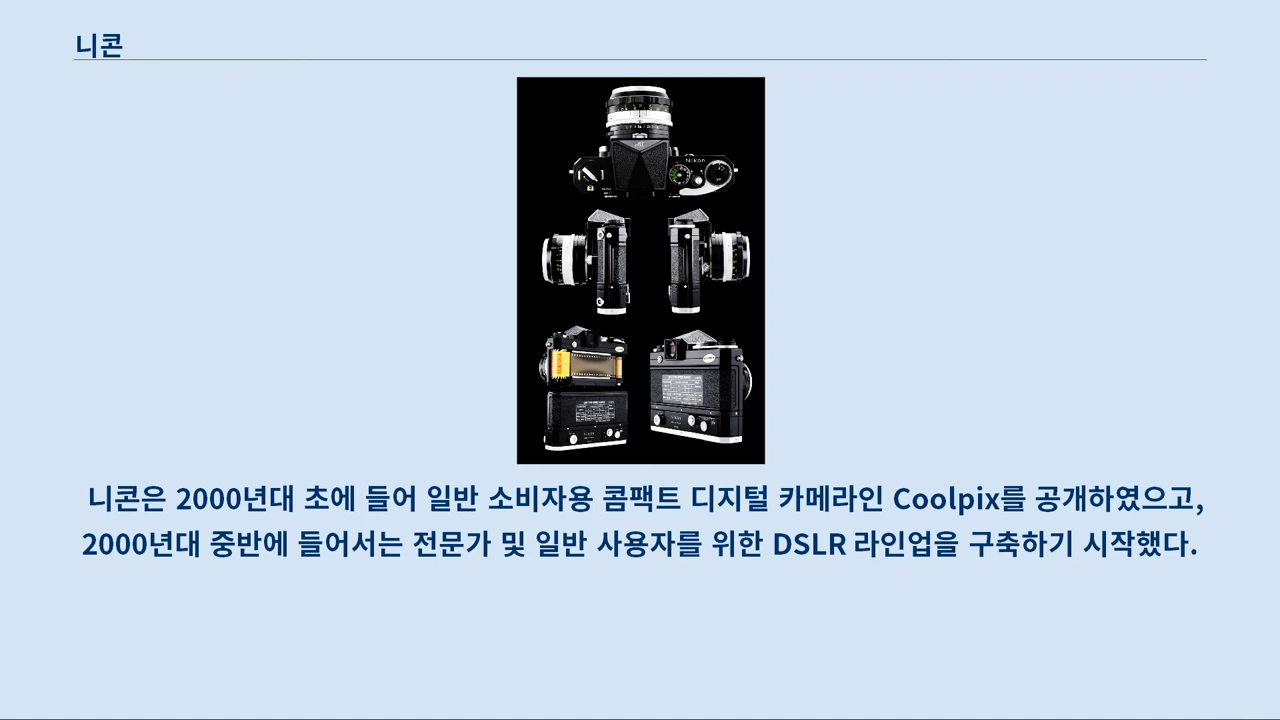 니콘
Nikon
니콘은 2000년대 초에 들어 일반 소비자용 콤팩트 디지털 카메라인 Coolpix를 공개하였으고,
2000년대 중반에 들어서는 전문가 및 일반 사용자를 위한 DSLR 라인업을 구축하기 시작했다.